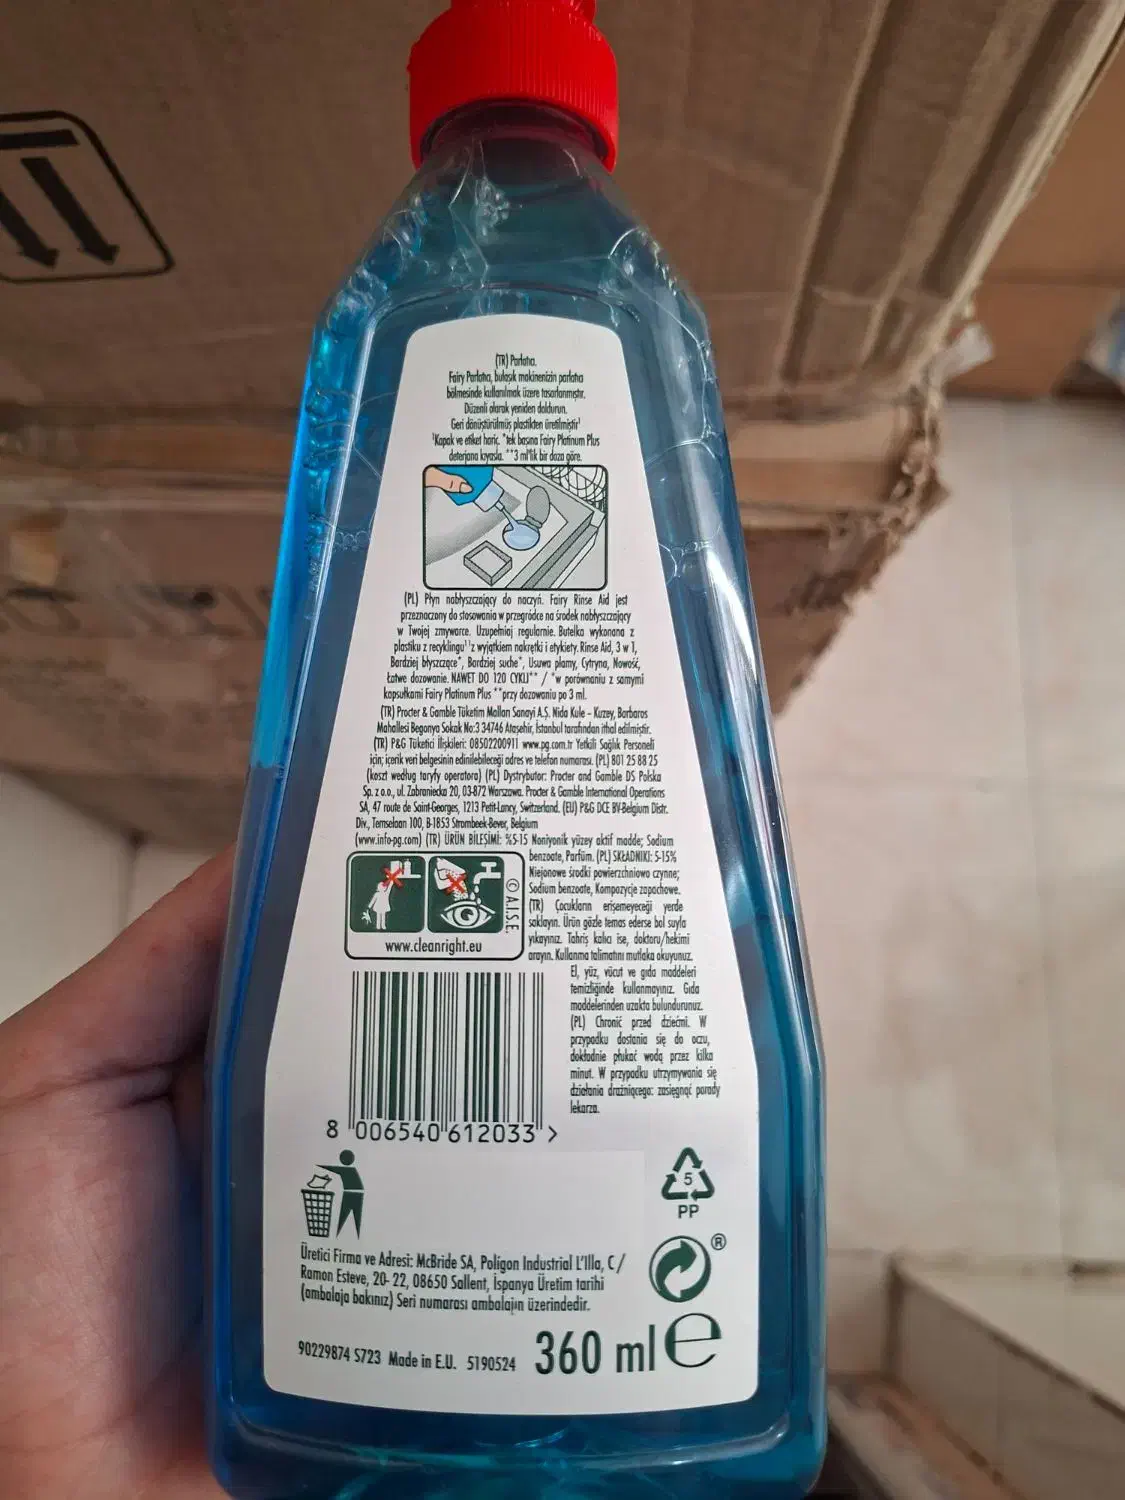 (TR) Parlatıcı.
Fairy Parlatıcı, bulaşık makinenizin parlatıcı
bölmesinde kullanılmak üzere tasarlanmıştır.
Düzenli olarak yeniden doldurun.
Geri dönüştürülmüş plastikten üretilmiştir¹
¹Kapak ve etiket hariç. *tek başına Fairy Platinum Plus
deterjana kıyasla. **3 ml'lik bir doza göre.
(PL) Płyn nabłyszczający do naczyń. Fairy Rinse Aid jest
przeznaczony do stosowania w przegródce na środek nabłyszczający
w Twojej zmywarce. Uzupełniaj regularnie. Butelka wykonana z
plastiku z recyklingu¹ ¹z wyjątkiem nakrętki i etykiety. Rinse Aid, 3 w 1,
Bardziej błyszczące*, Bardziej suche*, Usuwa plamy, Cytryna, Nowość,
Łatwe dozowanie. NAWET DO 120 CYKLI** / *w porównaniu z samymi
kapsułkami Fairy Platinum Plus **przy dozowaniu po 3 ml.
(TR) Procter & Gamble Tüketim Malları Sanayi A.Ş. Nida Kule – Kuzey, Barbaros
Mahallesi Begonya Sokak No:3 34746 Ataşehir, İstanbul tarafından ithal edilmiştir.
(TR) P&G Tüketici İlişkileri: 08502200911 www.pg.com.tr Yetkili Sağlık Personeli
için; içerik veri belgesinin edinilebileceği adres ve telefon numarası. (PL) 801 25 88 25
(koszt według taryfy operatora) (PL) Dystrybutor: Procter and Gamble DS Polska
Sp. z o.o., ul. Zabraniecka 20, 03-872 Warszawa. Procter & Gamble International Operations
SA, 47 route de Saint-Georges, 1213 Petit-Lancy, Switzerland. (EU) P&G DCE BV-Belgium Distr.
Div., Temselaan 100, B-1853 Strombeek-Bever, Belgium
(www.info-pg.com) (TR) ÜRÜN BİLEŞİMİ: %5-15 Noniyonik yüzey aktif madde; Sodium
benzoate, Parfüm. (PL) SKŁADNIKI: 5-15%
Niejonowe środki powierzchniowo czynne;
Sodium benzoate, Kompozycje zapachowe.
(TR) Çocukların erişemeyeceği yerde
saklayın. Ürün gözle temas ederse bol suyla
yıkayınız. Tahriş kalıcı ise, doktoru/hekimi
arayın. Kullanma talimatını mutlaka okuyunuz.
El, yüz, vücut ve gıda maddeleri
temizliğinde kullanmayınız. Gıda
maddelerinden uzakta bulundurunuz.
(PL) Chronić przed dziećmi. W
przypadku dostania się do oczu,
dokładnie płukać wodą przez kilka
minut. W przypadku utrzymywania się
działania drażniącego: zasięgnąć porady
lekarza.
© A.I.S.E.
www.cleanright.eu
8 006540 612033 >
5
PP
®
Üretici Firma ve Adresi: McBride SA, Poligon Industrial L'Illa, C/
Ramon Esteve, 20- 22, 08650 Sallent, İspanya Üretim tarihi
(ambalaja bakınız) Seri numarası ambalajın üzerindedir.
90229874 S723 Made in E.U. 5190524 360 ml e